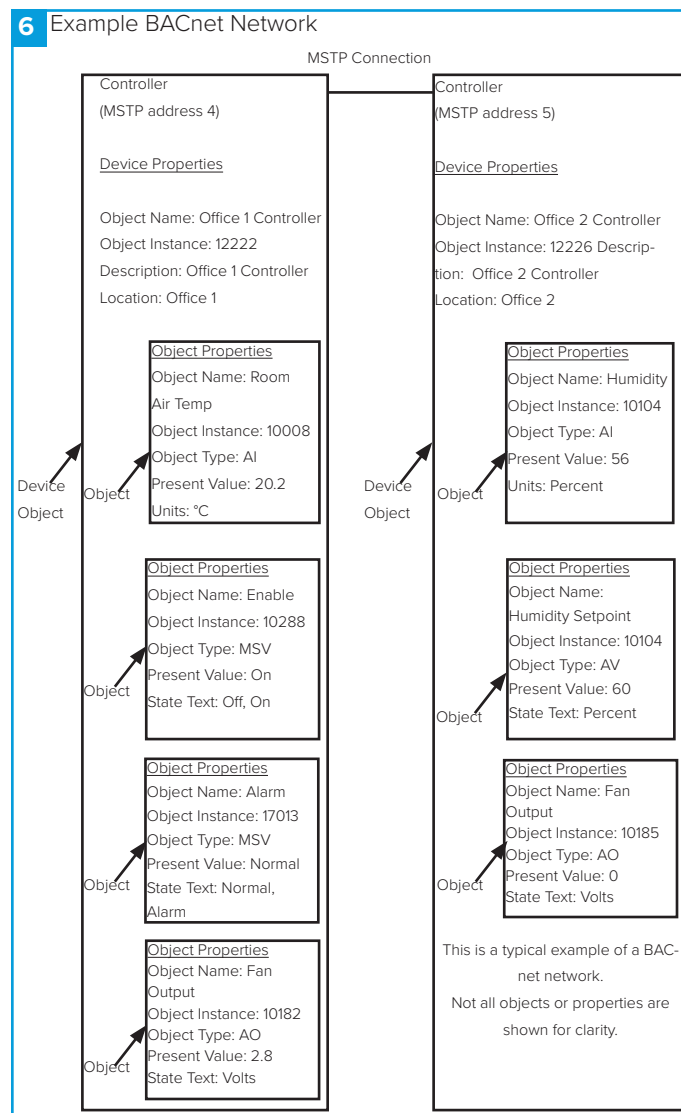 6 Example BACnet Network
MSTP Connection
Controller
(MSTP address 4)
Device Properties
Object Name: Office 1 Controller
Object Instance: 12222
Description: Office 1 Controller
Location: Office 1
Device
Object
Object Properties
Object Name: Room
Air Temp
Object Instance: 10008
Object Type: AI
Present Value: 20.2
Units: °C
Object
Object Properties
Object Name: Enable
Object Instance: 10288
Object Type: MSV
Present Value: On
State Text: Off, On
Object
Object Properties
Object Name: Alarm
Object Instance: 17013
Object Type: MSV
Present Value: Normal
State Text: Normal,
Alarm
Object
Object Properties
Object Name: Fan
Output
Object Instance: 10182
Object Type: AO
Present Value: 2.8
State Text: Volts
Object
Controller
(MSTP address 5)
Device Properties
Object Name: Office 2 Controller
Object Instance: 12226 Descrip-
tion:  Office 2 Controller
Location: Office 2
Device
Object
Object Properties
Object Name: Humidity
Object Instance: 10104
Object Type: AI
Present Value: 56
Units: Percent
Object
Object Properties
Object Name:
Humidity Setpoint
Object Instance: 10104
Object Type: AV
Present Value: 60
State Text: Percent
Object
Object Properties
Object Name: Fan
Output
Object Instance: 10185
Object Type: AO
Present Value: 0
State Text: Volts
Object
This is a typical example of a BAC-
net network.
Not all objects or properties are
shown for clarity.